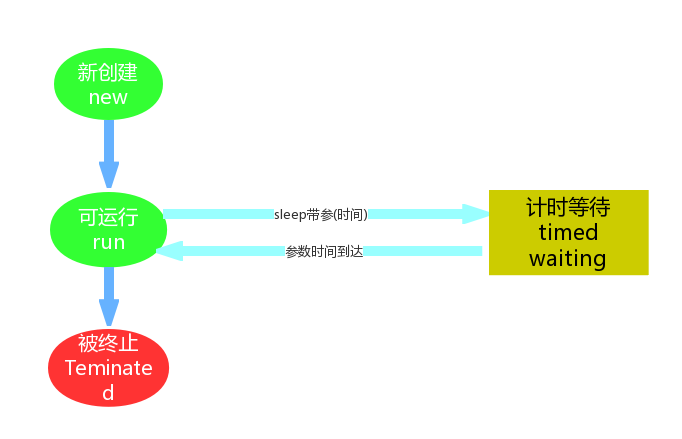 新创建
new
可运行
run
sleep带参(时间)
参数时间到达
计时等待
timed
waiting
被终止
Teminate
d